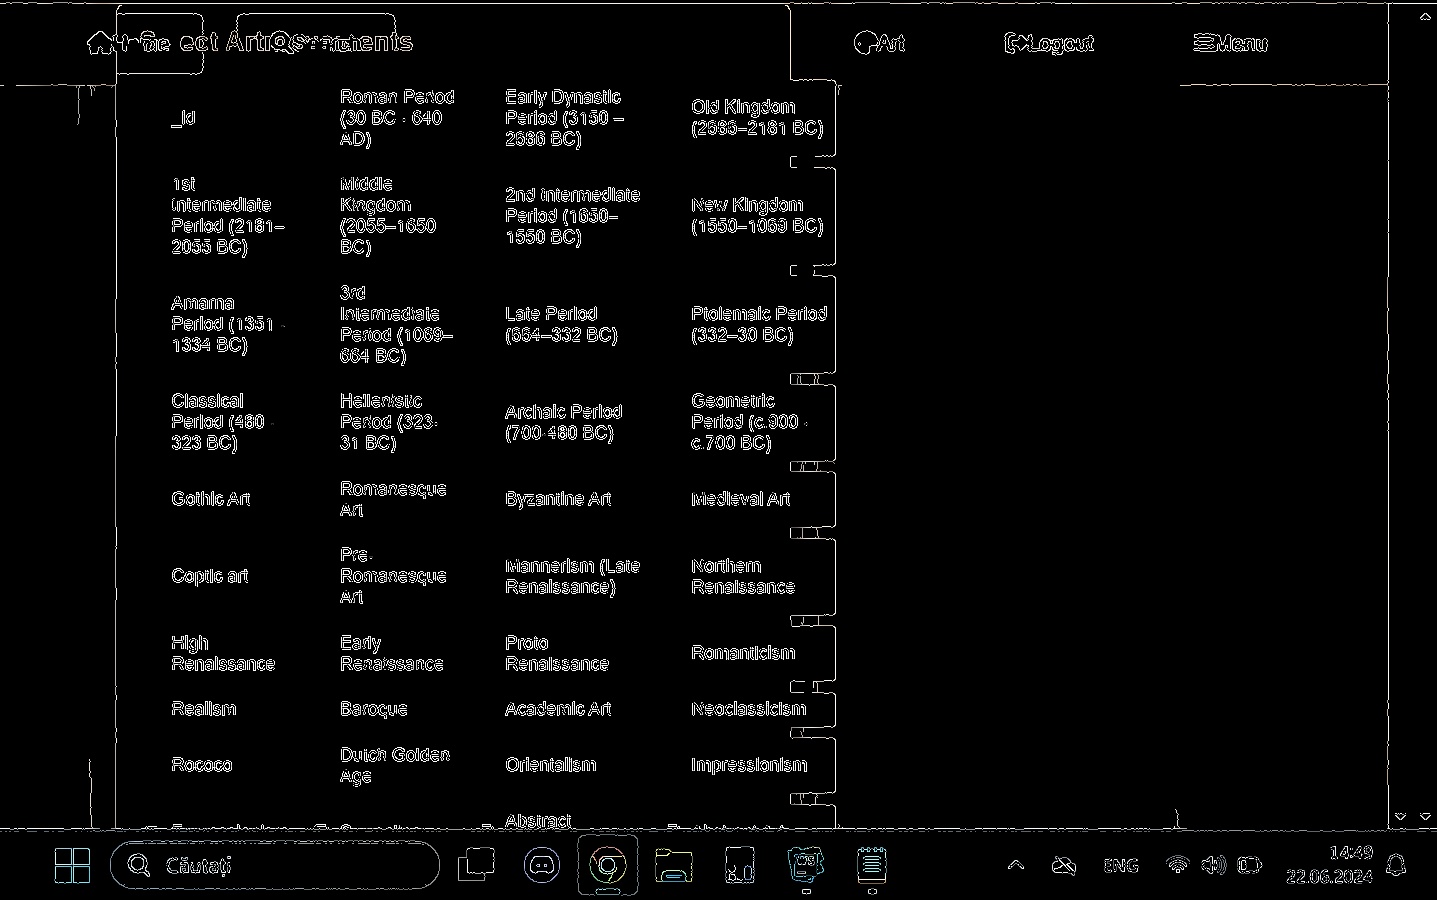 Art
Logout
Menu
_id
Roman Period
(30 BC - 640
AD)
Early Dynastic
Period (3150 –
2686 BC)
Old Kingdom
(2686–2181 BC)
1st
Intermediate
Period (2181–
2055 BC)
Middle
Kingdom
(2055–1650
BC)
2nd Intermediate
Period (1650–
1550 BC)
New Kingdom
(1550–1069 BC)
Amarna
Period (1351 -
1334 BC)
3rd
Intermediate
Period (1069–
664 BC)
Late Period
(664–332 BC)
Ptolemaic Period
(332–30 BC)
Classical
Period (480 -
323 BC)
Hellenistic
Period (323-
31 BC)
Archaic Period
(700-480 BC)
Geometric
Period (c.900 -
c.700 BC)
Gothic Art
Romanesque
Art
Byzantine Art
Medieval Art
Coptic art
Pre-
Romanesque
Art
Mannerism (Late
Renaissance)
Northern
Renaissance
High
Renaissance
Early
Renaissance
Proto
Renaissance
Romanticism
Realism
Baroque
Academic Art
Neoclassicism
Rococo
Dutch Golden
Age
Orientalism
Impressionism
Abstract
Căutați
ENG
14:49
22.06.2024